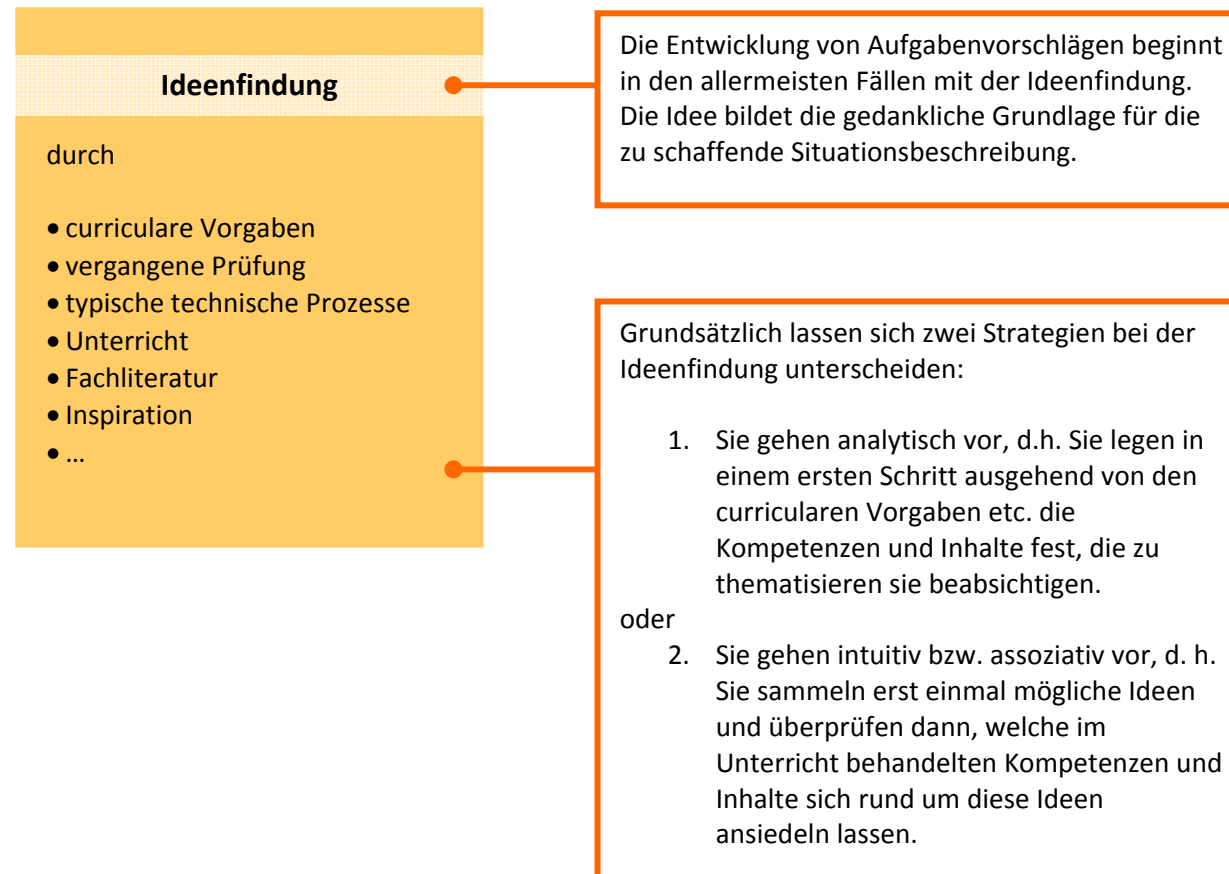 Ideenfindung
durch
• curriculare Vorgaben
• vergangene Prüfung
• typische technische Prozesse
• Unterricht
• Fachliteratur
• Inspiration
• ...
Die Entwicklung von Aufgabenvorschlägen beginnt
in den allermeisten Fällen mit der Ideenfindung.
Die Idee bildet die gedankliche Grundlage für die
zu schaffende Situationsbeschreibung.
Grundsätzlich lassen sich zwei Strategien bei der
Ideenfindung unterscheiden:
1. Sie gehen analytisch vor, d.h. Sie legen in
einem ersten Schritt ausgehend von den
curricularen Vorgaben etc. die
Kompetenzen und Inhalte fest, die zu
thematisieren sie beabsichtigen.
oder
2. Sie gehen intuitiv bzw. assoziativ vor, d. h.
Sie sammeln erst einmal mögliche Ideen
und überprüfen dann, welche im
Unterricht behandelten Kompetenzen und
Inhalte sich rund um diese Ideen
ansiedeln lassen.